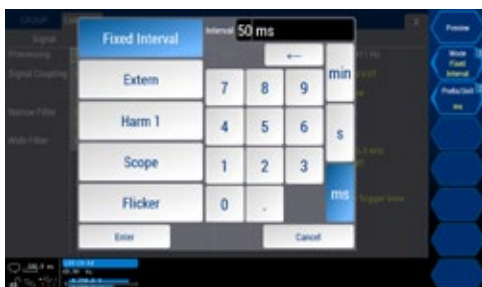 GROUP
Signal
Processing
Signal Coupling
Narrow Filter
Wide Filter
Fixed Interval
Interval 50 ms
Extern
Harm 1
Scope
Flicker
←
7 8 9
4 5 6
1 2 3
0 .
min
s
ms
Enter
Cancel
Preview
Mode
Fixed
Interval
Prefix/Unit
ms